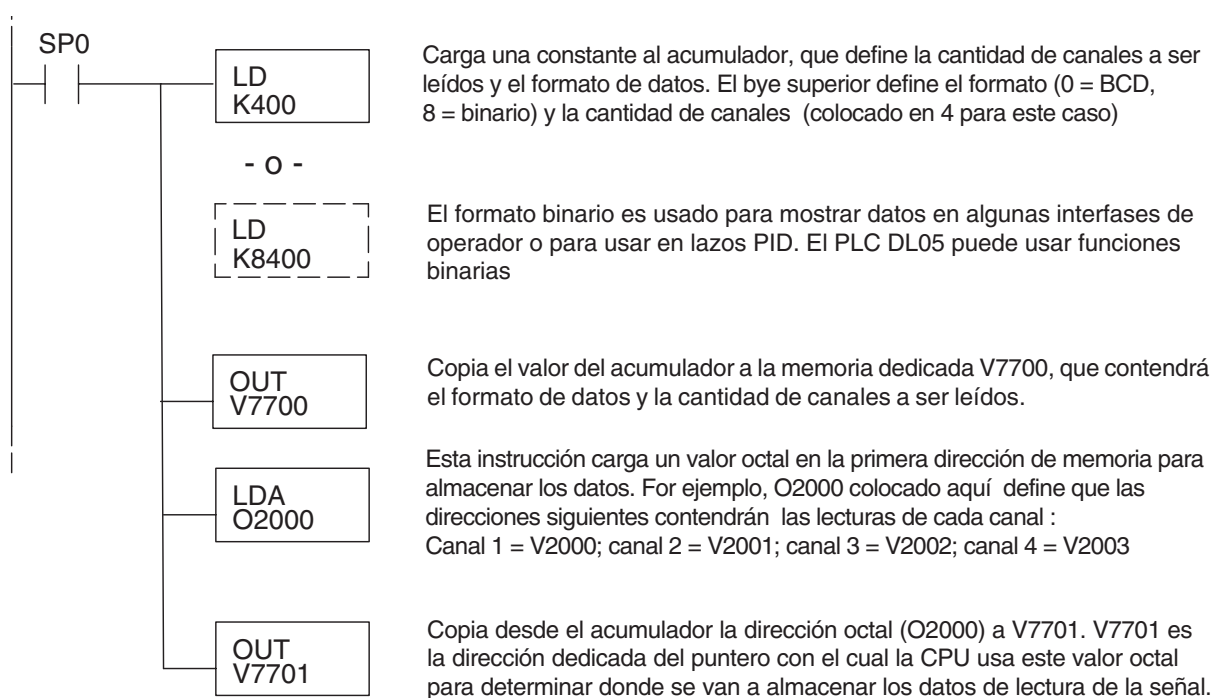 SP0
LD
K400
Carga una constante al acumulador, que define la cantidad de canales a ser
leídos y el formato de datos. El bye superior define el formato (0 = BCD,
8 = binario) y la cantidad de canales (colocado en 4 para este caso)
- o -
LD
K8400
El formato binario es usado para mostrar datos en algunas interfases de
operador o para usar en lazos PID. El PLC DL05 puede usar funciones
binarias
OUT
V7700
Copia el valor del acumulador a la memoria dedicada V7700, que contendrá
el formato de datos y la cantidad de canales a ser leídos.
LDA
O2000
Esta instrucción carga un valor octal en la primera dirección de memoria para
almacenar los datos. For ejemplo, O2000 colocado aquí define que las
direcciones siguientes contendrán las lecturas de cada canal :
Canal 1 = V2000; canal 2 = V2001; canal 3 = V2002; canal 4 = V2003
OUT
V7701
Copia desde el acumulador la dirección octal (O2000) a V7701. V7701 es
la dirección dedicada del puntero con el cual la CPU usa este valor octal
para determinar donde se van a almacenar los datos de lectura de la señal.